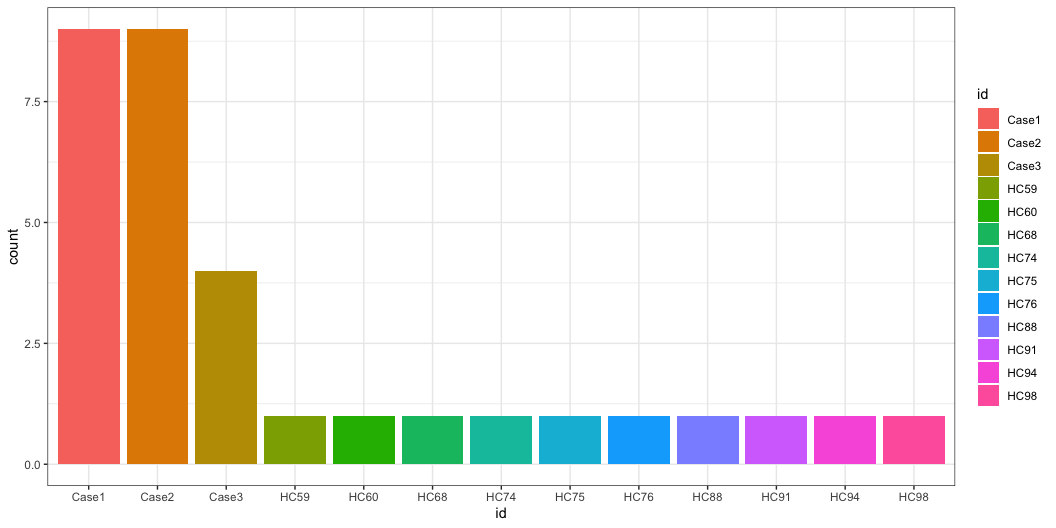 count
7.5
5.0
2.5
0.0
Case1 Case2 Case3 HC59 HC60 HC68 HC74 HC75 HC76 HC88 HC91 HC94 HC98
id
id
Case1
Case2
Case3
HC59
HC60
HC68
HC74
HC75
HC76
HC88
HC91
HC94
HC98